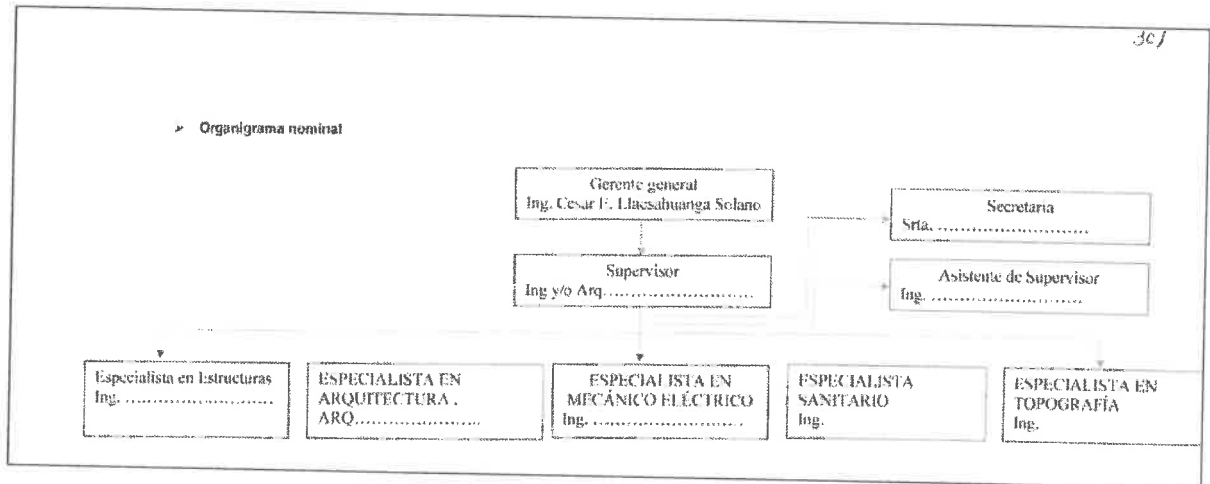 301
➤ Organigrama nominal
Gerente general
Ing. Cesar E. Llacsahuanga Solano
Secretaria
Srta. ............................
Supervisor
Ing y/o Arq............................
Asistente de Supervisor
Ing. ............................
Especialista en Estructuras
Ing. ............................
ESPECIALISTA EN
ARQUITECTURA .
ARQ.......................
ESPECIALISTA EN
MECÁNICO ELÉCTRICO
Ing. ............................
ESPECIALISTA
SANITARIO
Ing.
ESPECIALISTA EN
TOPOGRAFÍA
Ing.